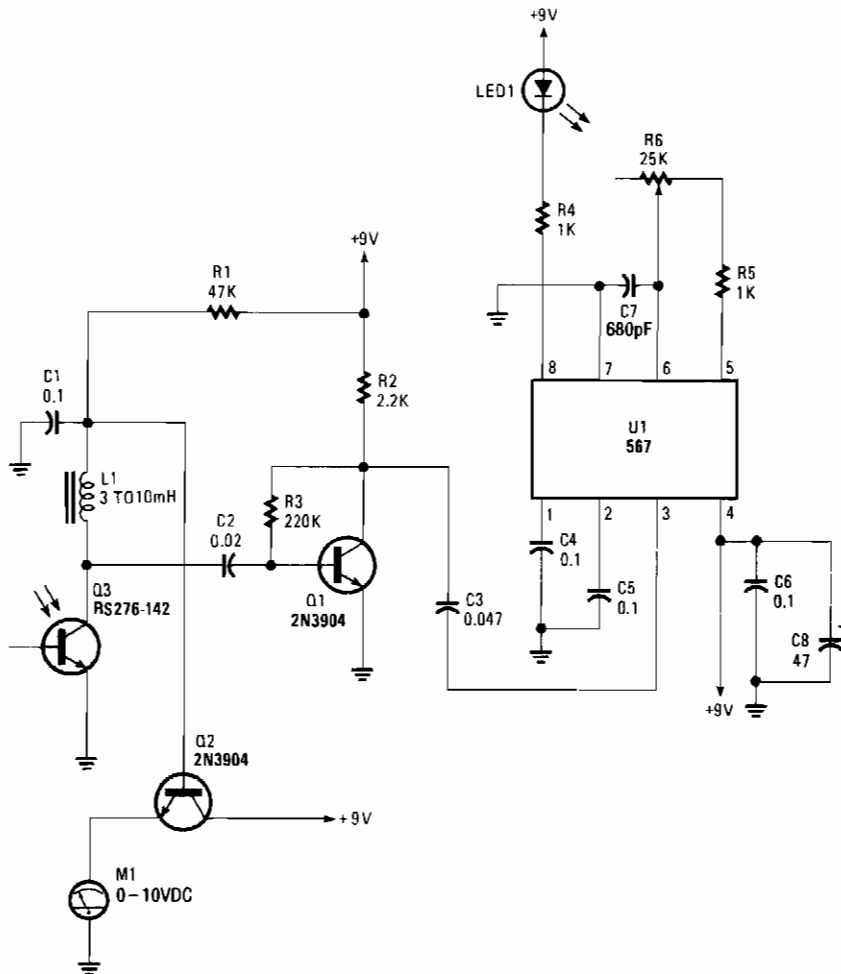 +9V
LED1
R6
25K
R4
1K
+9V
R1
47K
R5
1K
C7
680pF
8
7
6
5
C1
0.1
R2
2.2K
U1
567
L1
3 TO 10mH
R3
220K
C2
0.02
1
2
3
4
C4
0.1
Q3
RS276-142
Q1
2N3904
C3
0.047
C5
0.1
C6
0.1
C8
47
+
+9V
Q2
2N3904
+9V
M1
0-10VDC